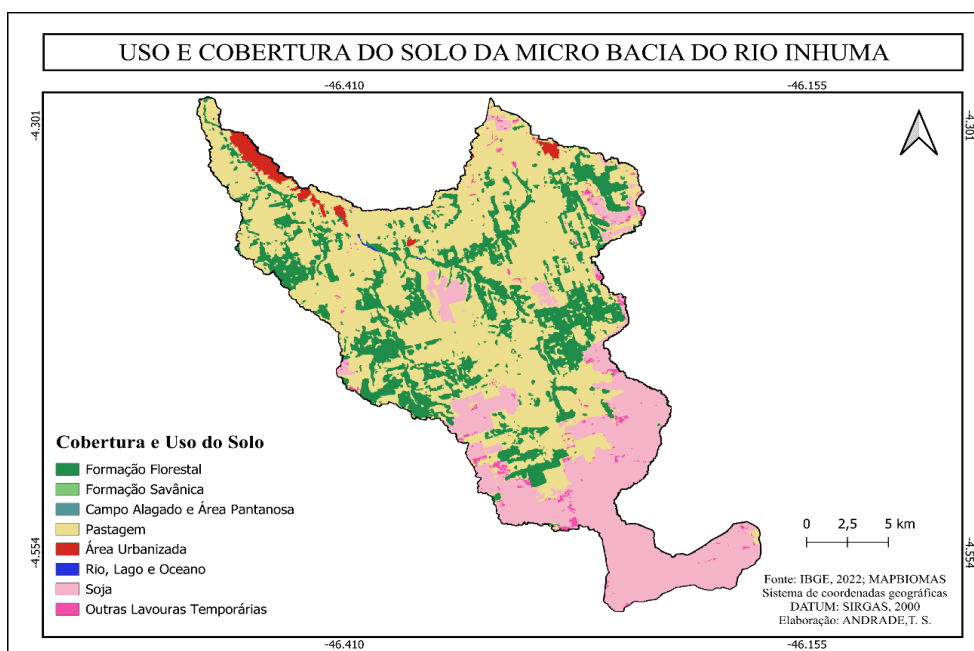 USO E COBERTURA DO SOLO DA MICRO BACIA DO RIO INHUMA
-46.410
-46.155
-4.301
-4.301
Cobertura e Uso do Solo
Formação Florestal
Formação Savânica
Campo Alagado e Área Pantanosa
Pastagem
Área Urbanizada
Rio, Lago e Oceano
Soja
Outras Lavouras Temporárias
0 2,5 5 km
-4.554
-4.554
Fonte: IBGE, 2022; MAPBIOMAS
Sistema de coordenadas geográficas
DATUM: SIRGAS, 2000
Elaboração: ANDRADE,T. S.
-46.410
-46.155